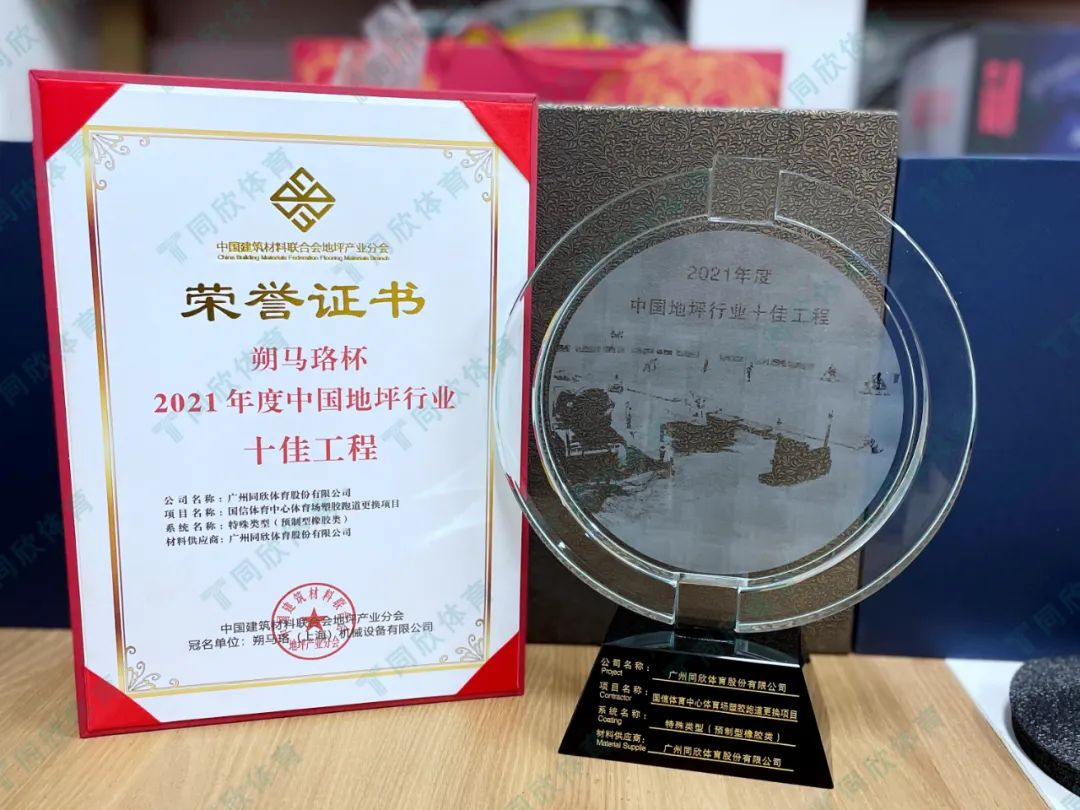 中国建筑材料联合会地坪产业分会
China Building Materials Federation Flooring Materials Branch
荣誉证书
朔马珞杯
2021年度中国地坪行业
十佳工程
公司名称：广州同欣体育股份有限公司
项目名称：国信体育中心体育场塑胶跑道更换项目
系统名称：特殊类型（预制型橡胶类）
材料供应商：广州同欣体育股份有限公司
中国建筑材料联合会地坪产业分会
冠名单位：朔马珞（上海）机械设备有限公司
地坪产业分会
2021年度
中国地坪行业十佳工程
公司名称：
Project
广州同欣体育股份有限公司
项目名称：
Contractor
国信体育中心体育场塑胶跑道更换项目
系统名称：
Coating
特殊类型（预制型橡胶类）
材料供应商：
Material Supplie
广州同欣体育股份有限公司
同欣体育